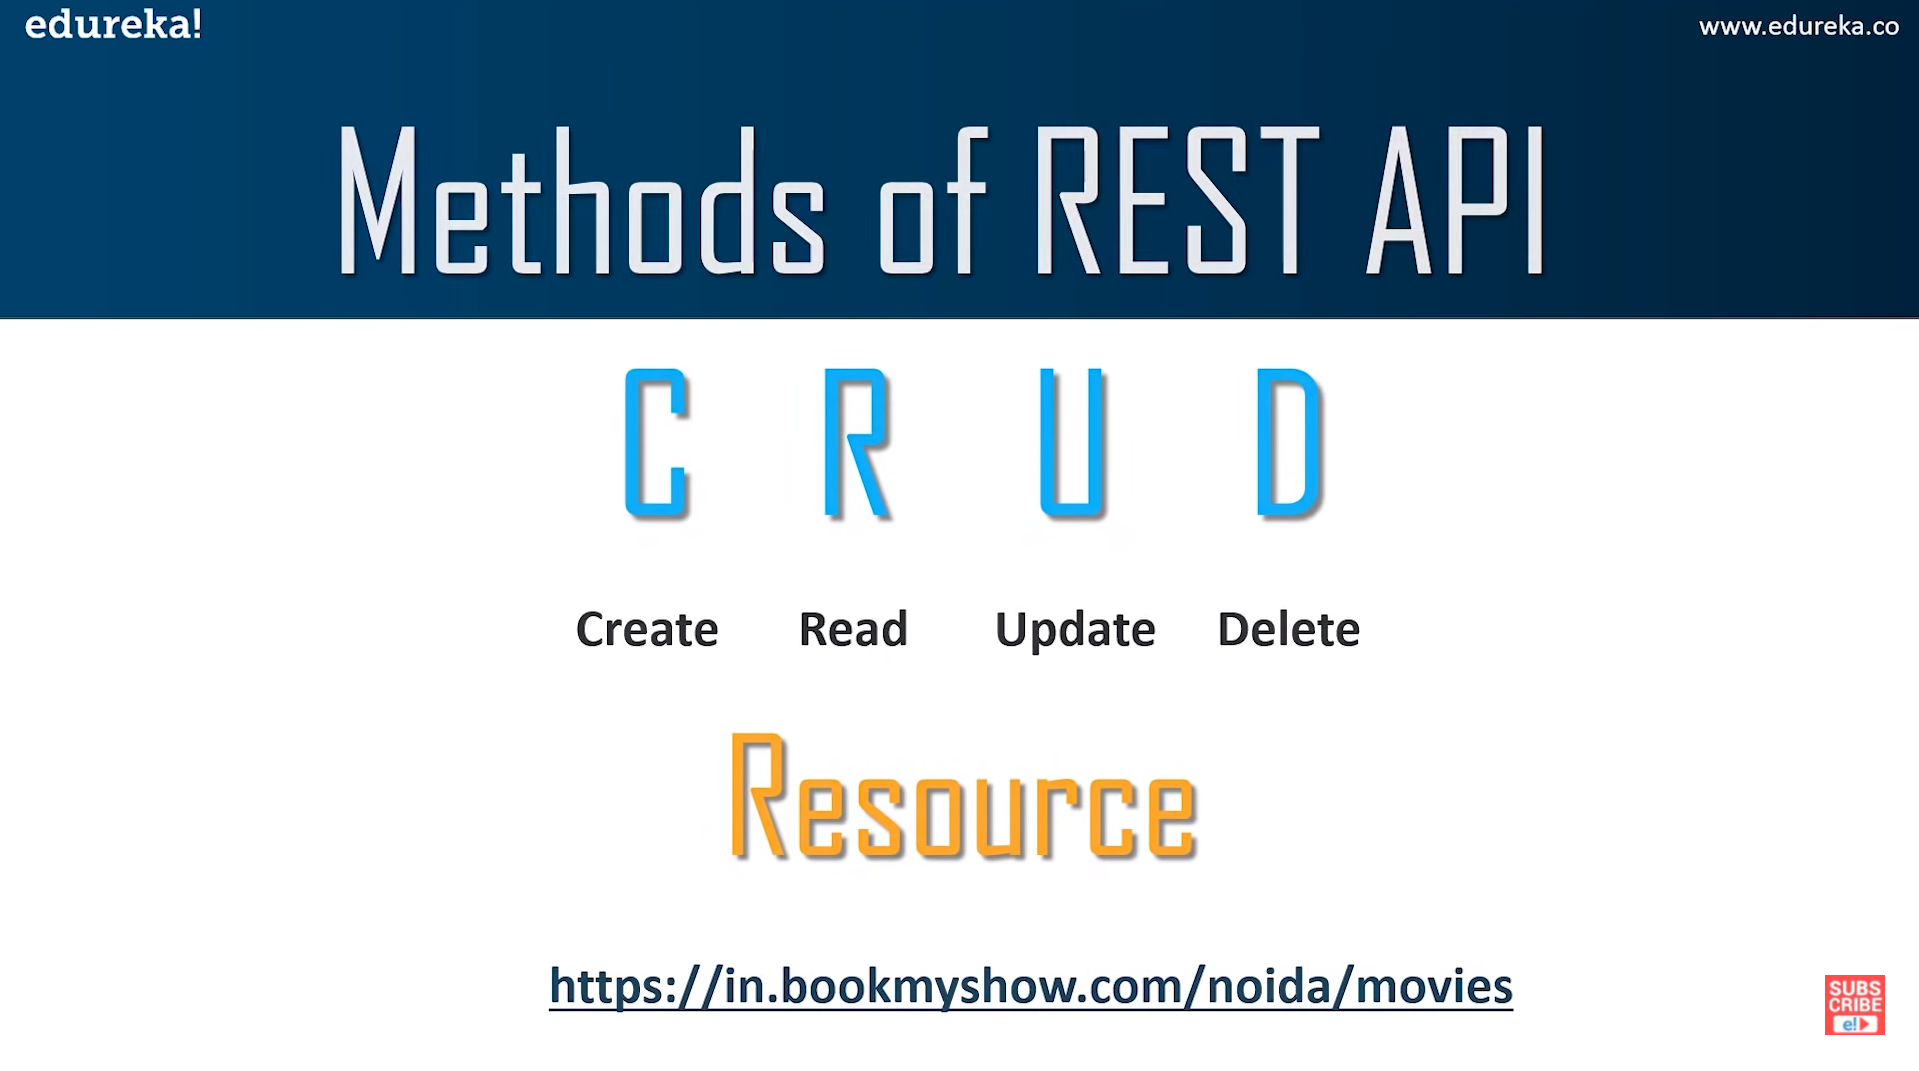 edureka!
www.edureka.co
Methods of REST API
C R U D
Create Read Update Delete
Resource
https://in.bookmyshow.com/noida/movies
SUBS
CRIBE
e!